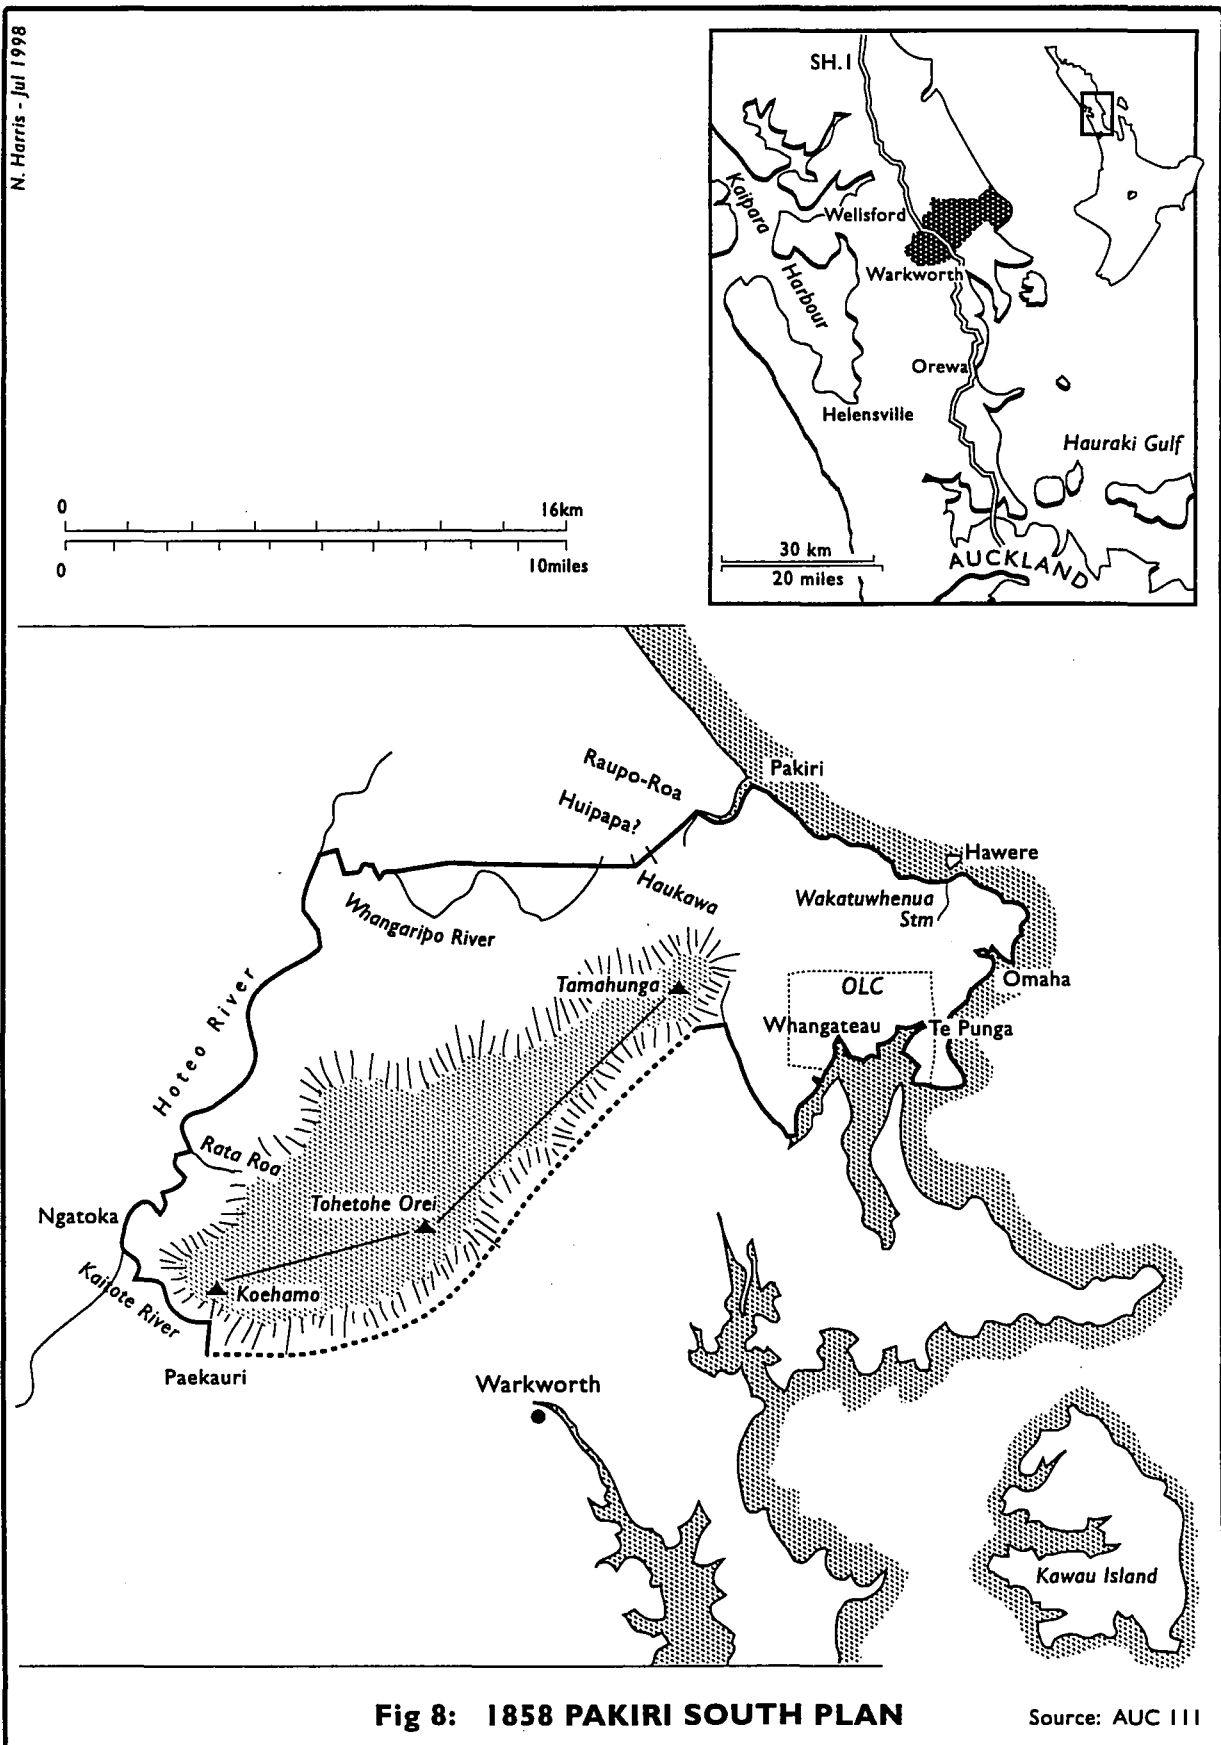 N. Harris - Jul 1998
SH.1
Kaipara
Harbour
Wellsford
Warkworth
Orewa
Helensville
Hauraki Gulf
30 km
20 miles
AUCKLAND
0
16km
0
10miles
Raupo-Roa
Pakiri
Huipapa?
Haukawa
Hawere
Wakatuwhenua
Stm
Whangaripo River
Tamahunga
OLC
Omaha
Whangateau
Te Punga
Hoteo River
Rata Roa
Tohetohe Orei
Ngatoka
Koehamo
Kaitote River
Paekauri
Warkworth
Kawau Island
Fig 8: 1858 PAKIRI SOUTH PLAN
Source: AUC 111